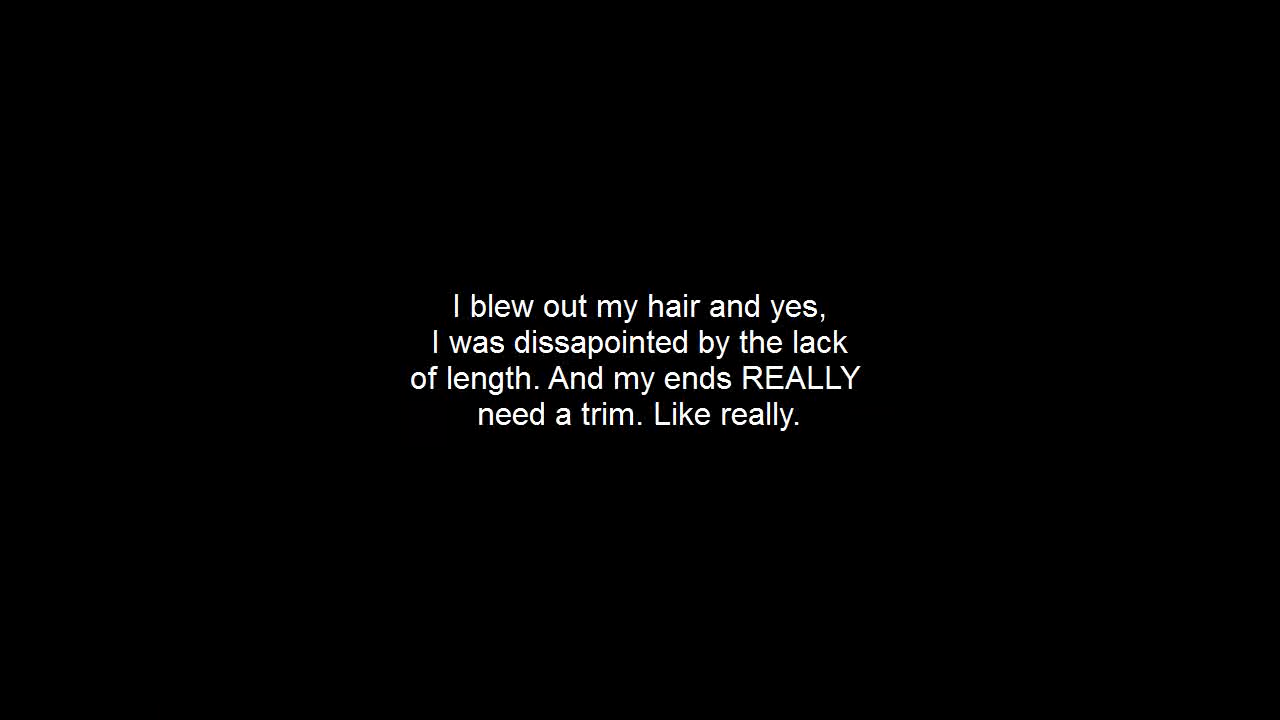 I blew out my hair and yes,
I was dissapointed by the lack
of length. And my ends REALLY
need a trim. Like really.